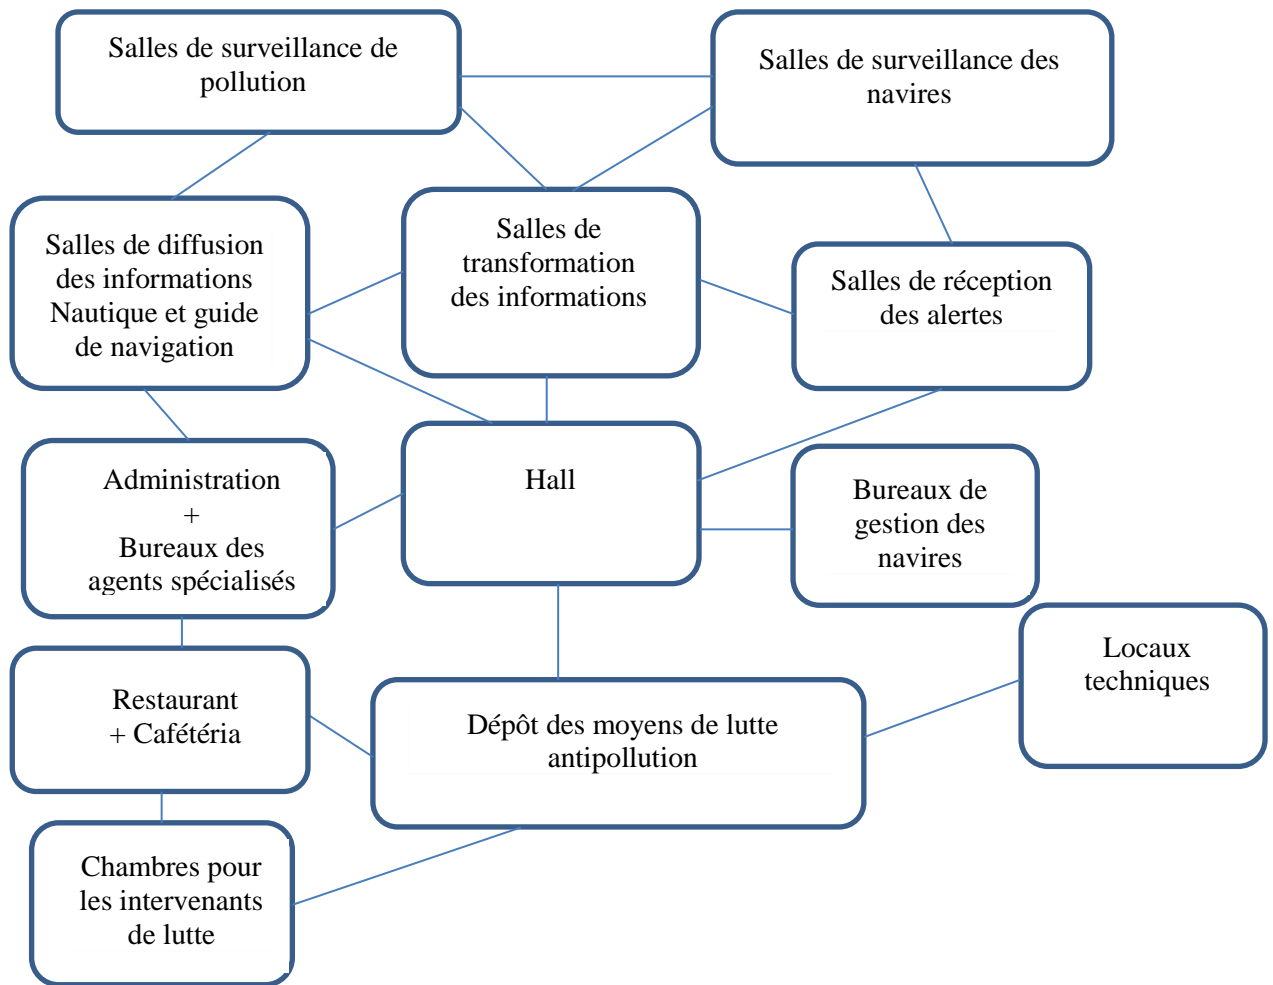 Salles de surveillance de
pollution
Salles de surveillance des
navires
Salles de diffusion
des informations
Nautique et guide
de navigation
Salles de
transformation
des informations
Salles de réception
des alertes
Administration
+
Bureaux des
agents spécialisés
Hall
Bureaux de
gestion des
navires
Restaurant
+ Cafétéria
Dépôt des moyens de lutte
antipollution
Locaux
techniques
Chambres pour
les intervenants
de lutte